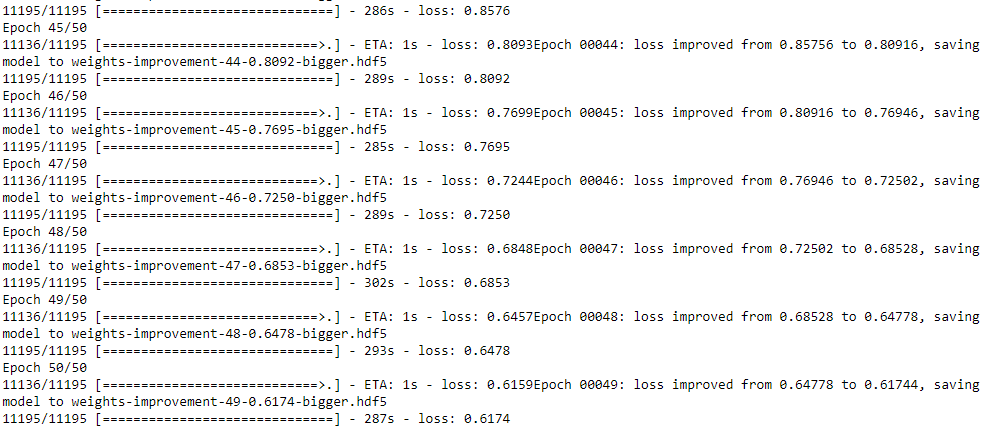 11195/11195 [==============================] - 286s - loss: 0.8576
Epoch 45/50
11136/11195 [============================>.] - ETA: 1s - loss: 0.8093Epoch 00044: loss improved from 0.85756 to 0.80916, saving
model to weights-improvement-44-0.8092-bigger.hdf5
11195/11195 [==============================] - 289s - loss: 0.8092
Epoch 46/50
11136/11195 [============================>.] - ETA: 1s - loss: 0.7699Epoch 00045: loss improved from 0.80916 to 0.76946, saving
model to weights-improvement-45-0.7695-bigger.hdf5
11195/11195 [==============================] - 285s - loss: 0.7695
Epoch 47/50
11136/11195 [============================>.] - ETA: 1s - loss: 0.7244Epoch 00046: loss improved from 0.76946 to 0.72502, saving
model to weights-improvement-46-0.7250-bigger.hdf5
11195/11195 [==============================] - 289s - loss: 0.7250
Epoch 48/50
11136/11195 [============================>.] - ETA: 1s - loss: 0.6848Epoch 00047: loss improved from 0.72502 to 0.68528, saving
model to weights-improvement-47-0.6853-bigger.hdf5
11195/11195 [==============================] - 302s - loss: 0.6853
Epoch 49/50
11136/11195 [============================>.] - ETA: 1s - loss: 0.6457Epoch 00048: loss improved from 0.68528 to 0.64778, saving
model to weights-improvement-48-0.6478-bigger.hdf5
11195/11195 [==============================] - 293s - loss: 0.6478
Epoch 50/50
11136/11195 [============================>.] - ETA: 1s - loss: 0.6159Epoch 00049: loss improved from 0.64778 to 0.61744, saving
model to weights-improvement-49-0.6174-bigger.hdf5
11195/11195 [==============================] - 287s - loss: 0.6174